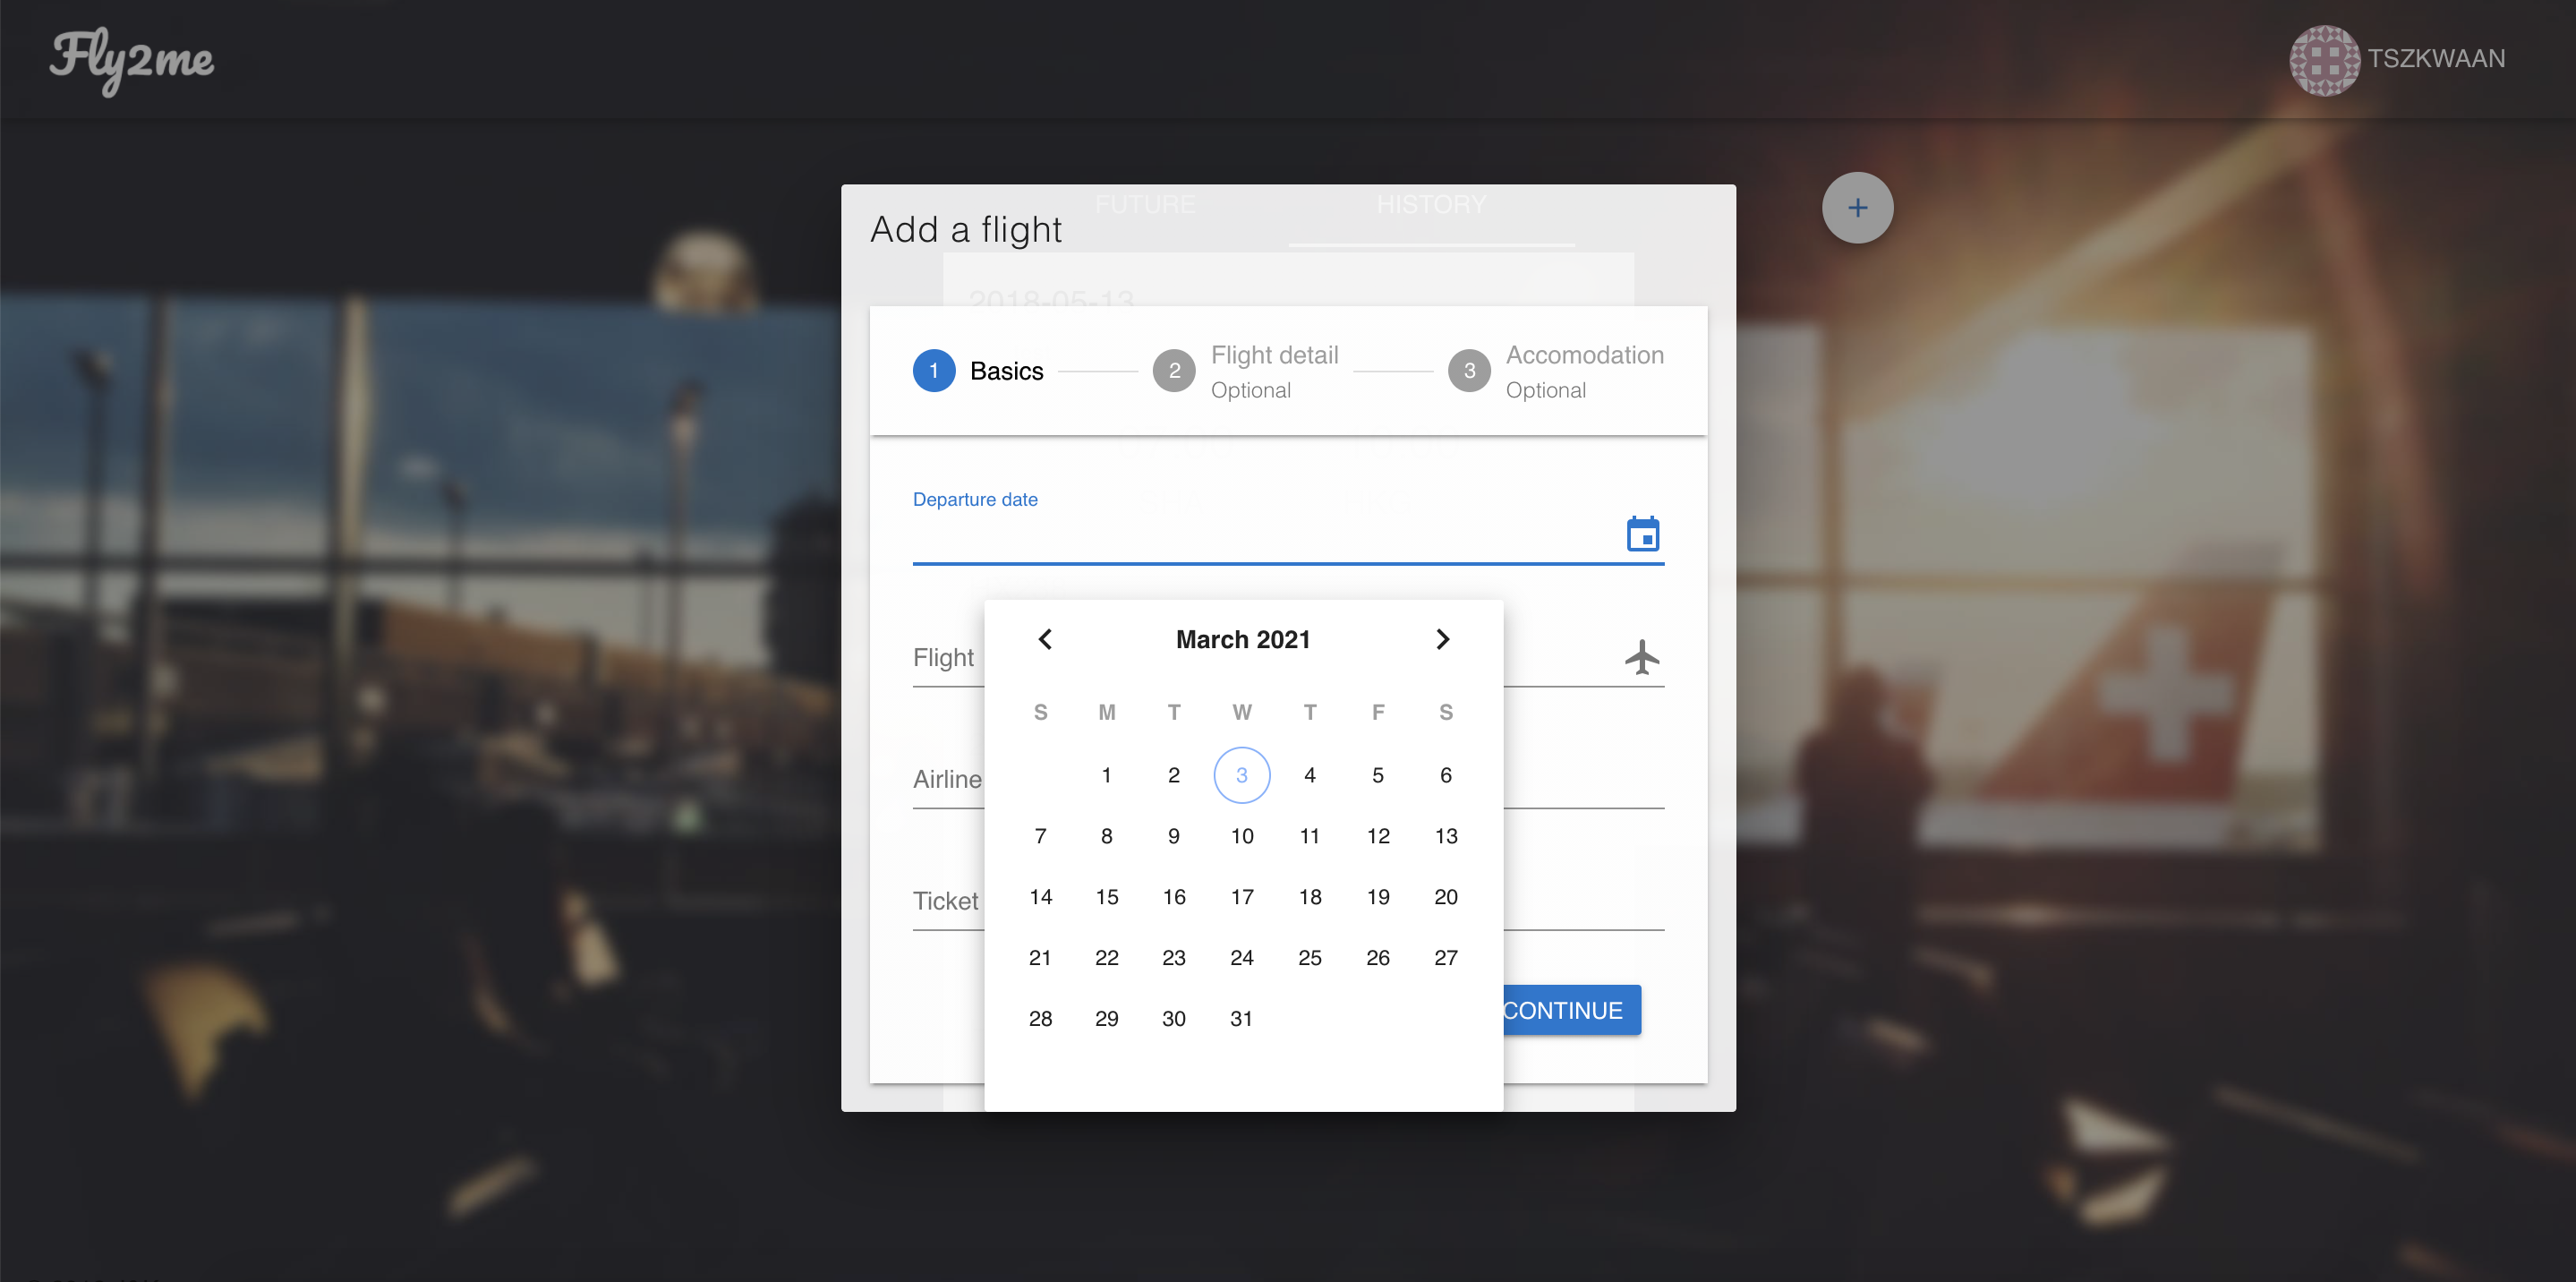 Fly2me
TSZKWAAN
FUTURE
HISTORY
Add a flight
2018-05-13
1
Basics
2
Flight detail
Optional
3
Accomodation
Optional
Departure date
March 2021
Flight
S M T W T F S
1 2 3 4 5 6
Airline
7 8 9 10 11 12 13
14 15 16 17 18 19 20
Ticket
21 22 23 24 25 26 27
28 29 30 31
CONTINUE